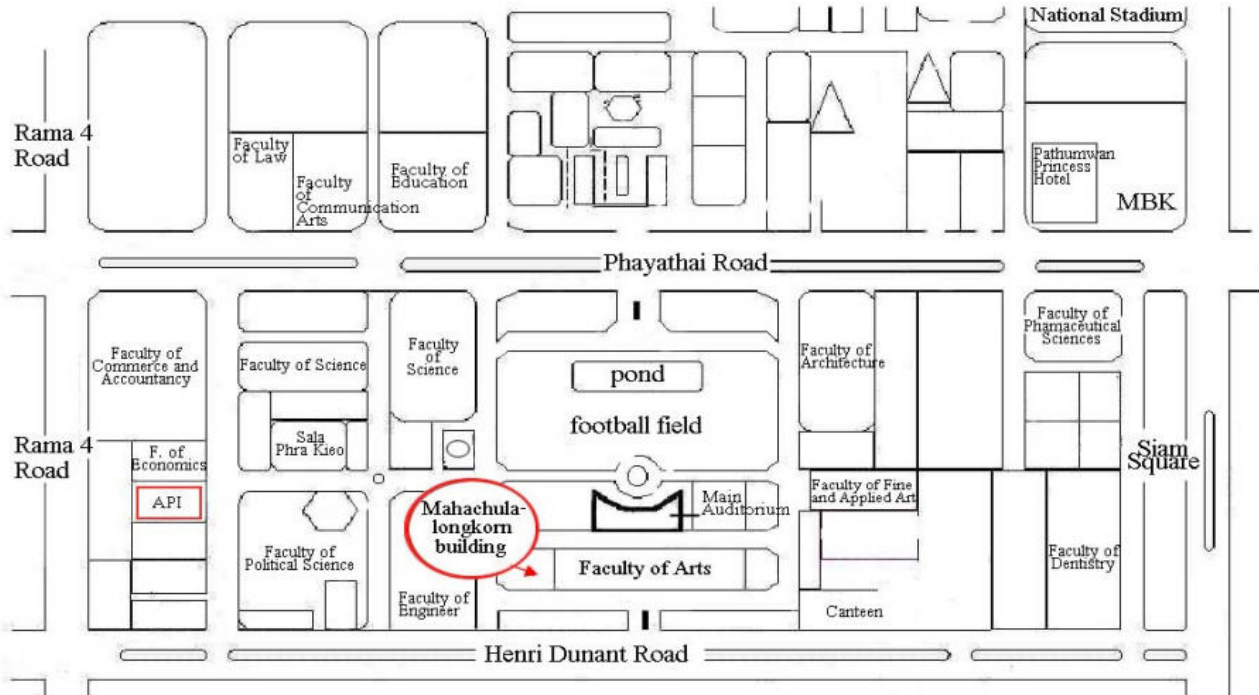 National Stadium
Rama 4
Road
Faculty
of Law
Faculty
of
Communication
Arts
Faculty of
Education
Pathumwan
Princess
Hotel
MBK
Phayathai Road
Faculty of
Commerce and
Accountancy
Faculty of Science
Faculty
of
Science
pond
football field
Faculty of
Architecture
Faculty of
Phamaceutical
Sciences
Rama 4
Road
F. of
Economics
API
Sala
Phra Kieo
Siam
Square
Mahachula-
longkorn
building
Main
Auditorium
Faculty of Fine
and Applied Art
Faculty of
Political Science
Faculty of
Engineer
Faculty of Arts
Canteen
Faculty of
Dentistry
Henri Dunant Road